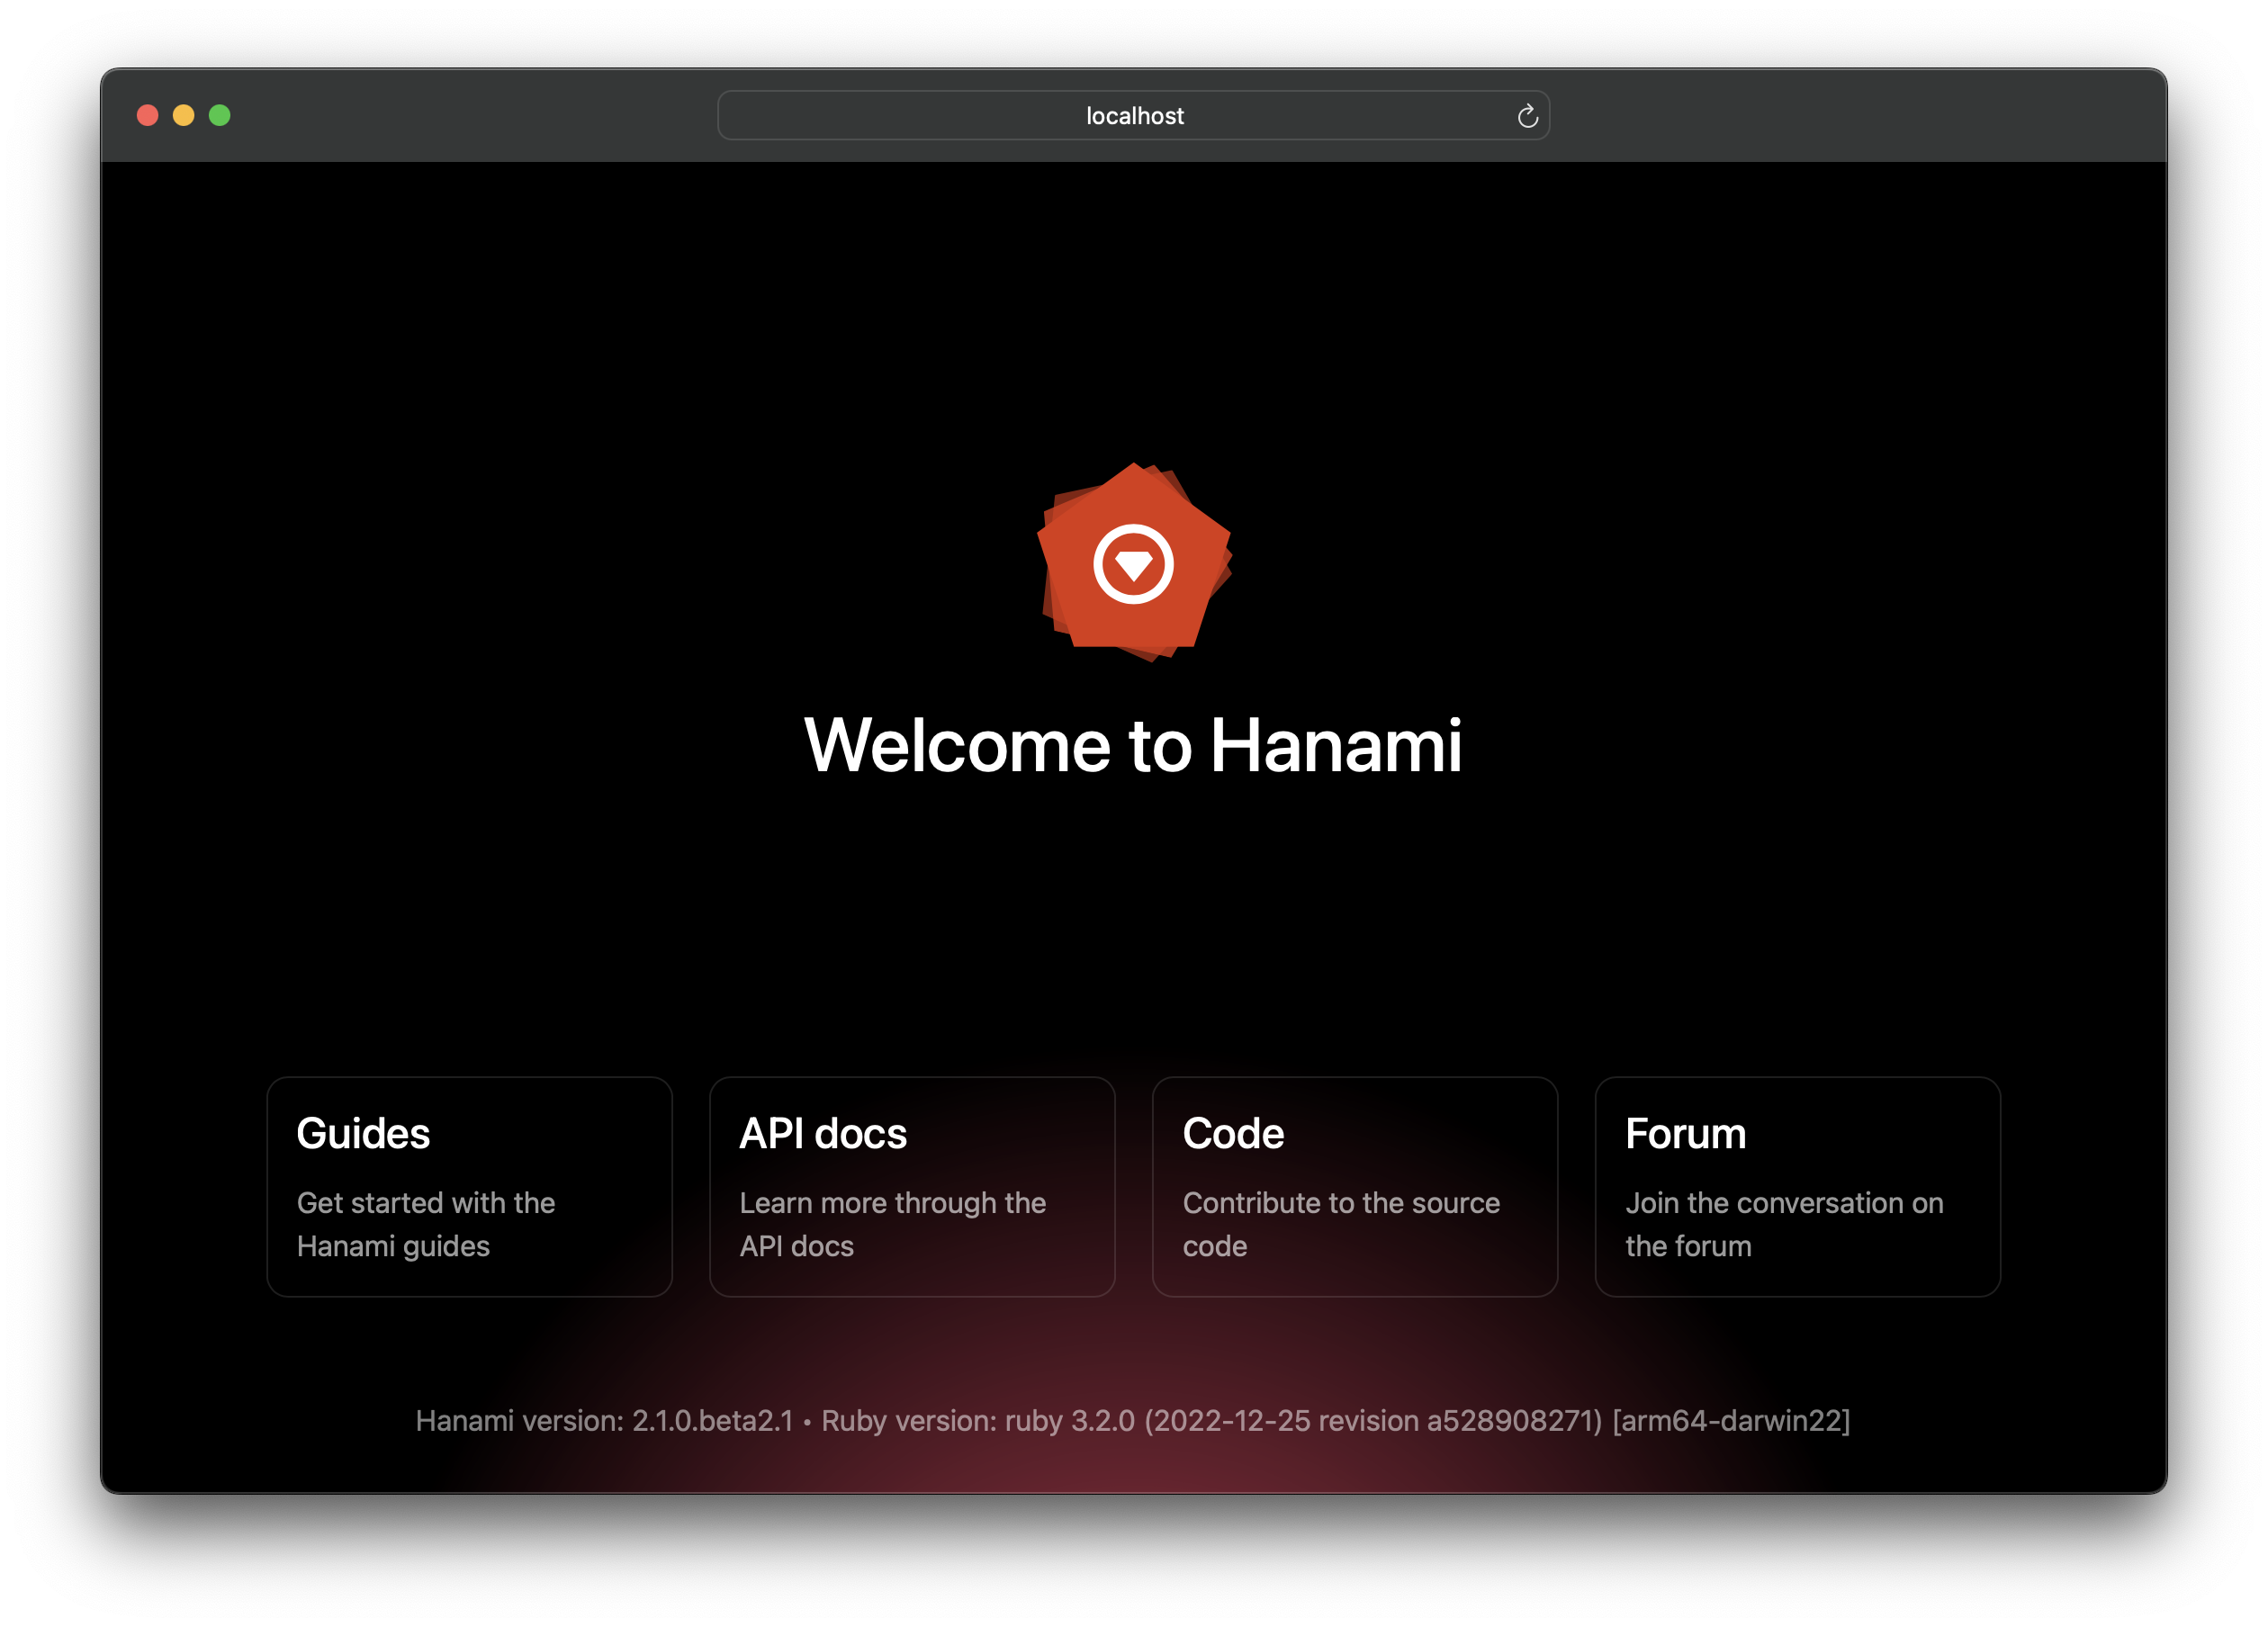 localhost
Welcome to Hanami
Guides
Get started with the
Hanami guides
API docs
Learn more through the
API docs
Code
Contribute to the source
code
Forum
Join the conversation on
the forum
Hanami version: 2.1.0.beta2.1 • Ruby version: ruby 3.2.0 (2022-12-25 revision a528908271) [arm64-darwin22]